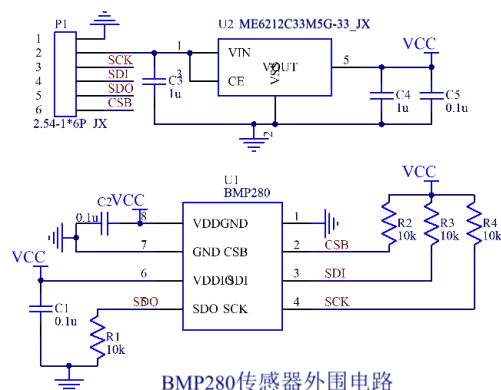 P1
1
2
3
4
5
6
SCK
SDI
SDO
CSB
2.54-1*6P JX
U2 ME6212C33M5G-33_JX
1
3
VIN
CE
VOUT
VSS
5
2
C3
1u
VCC
C4
1u
C5
0.1u
U1
BMP280
C2
0.1u
VCC
8
7
6
5
VDD
GND
VDDIO
SDO
GND
CSB
SDI
SCK
1
2
3
4
CSB
SDI
SCK
VCC
R2
10k
R3
10k
R4
10k
VCC
C1
0.1u
SDO
R1
10k
BMP280传感器外围电路